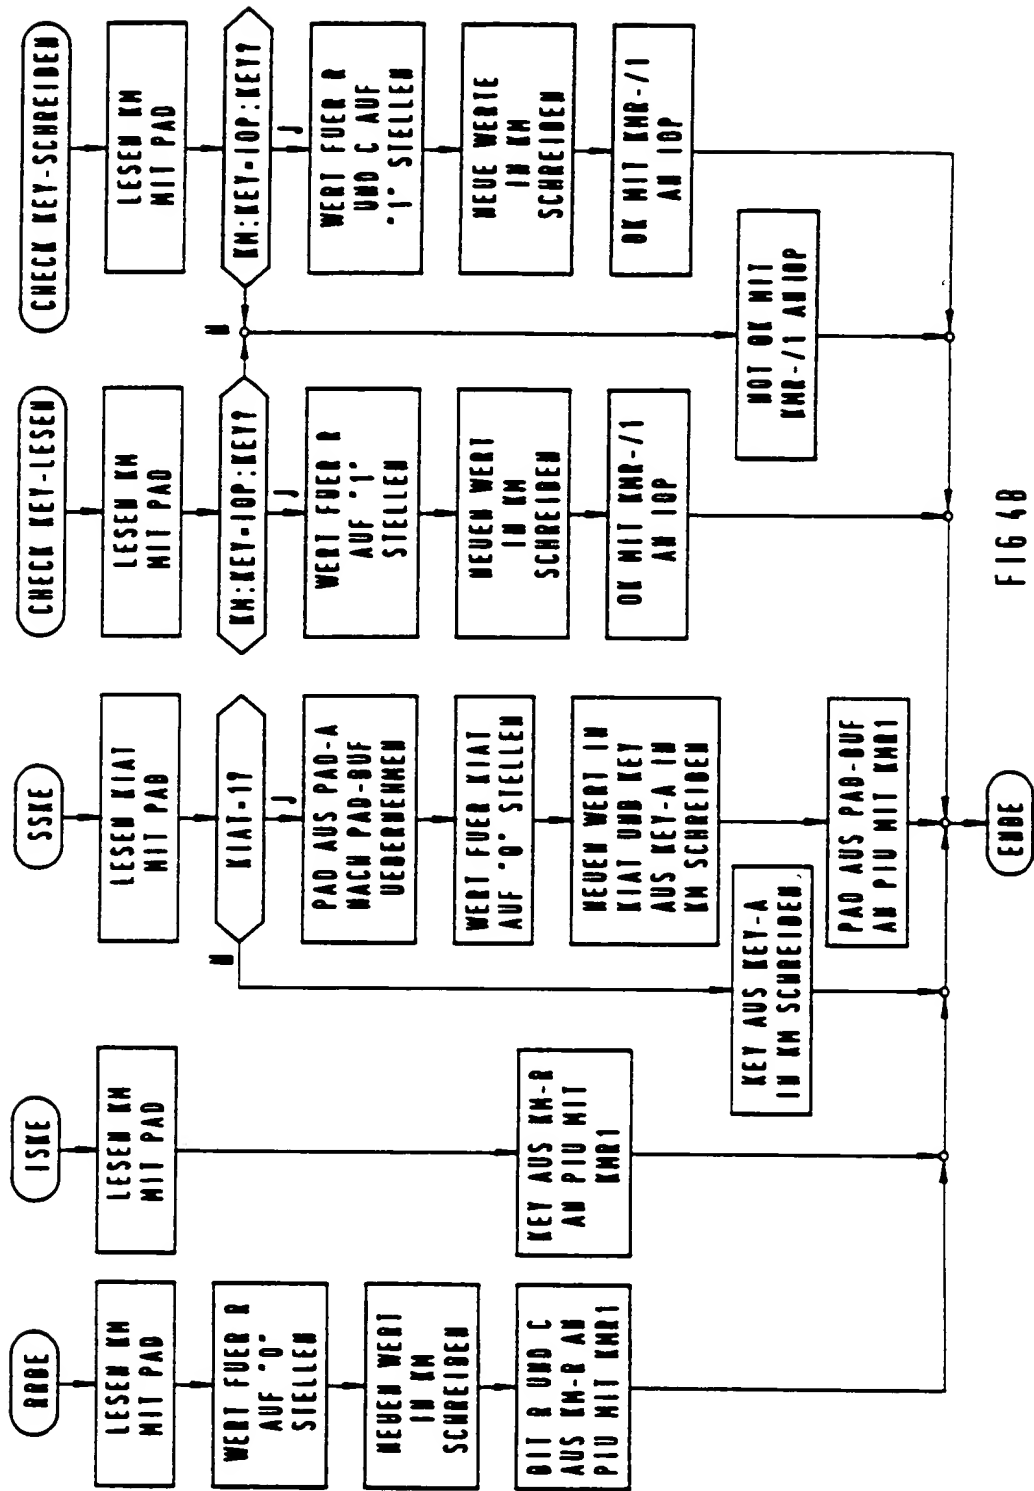 RRBE
LESEN KM
MIT PAD
WERT FUER R
AUF "0"
STELLEN
NEUEN WERT
IN KM
SCHREIBEN
BIT R UND C
AUS KM-R AN
PIU MIT KMR1
ISKE
LESEN KM
MIT PAD
KEY AUS KM-R
AN PIU MIT
KMR1
SSKE
LESEN KIAT
MIT PAD
KIAT=1?
N
J
PAD AUS PAD-A
NACH PAD-BUF
UEBERNEHMEN
WERT FUER KIAT
AUF "0" STELLEN
NEUEN WERT IN
KIAT UND KEY
AUS KEY-A IN
KM SCHREIBEN
KEY AUS KEY-A
IN KM SCHREIBEN
PAD AUS PAD-BUF
AN PIU MIT KMR1
ENDE
CHECK KEY-LESEN
LESEN KM
MIT PAD
KM:KEY=IOP:KEY?
J
WERT FUER R
AUF "1"
STELLEN
NEUEN WERT
IN KM
SCHREIBEN
OK MIT KMR-/1
AN IOP
N
NOT OK MIT
KMR-/1 AN IOP
CHECK KEY-SCHREIBEN
LESEN KM
MIT PAD
KM:KEY=IOP:KEY?
J
WERT FUER R
UND C AUF
"1" STELLEN
NEUE WERTE
IN KM
SCHREIBEN
OK MIT KMR-/1
AN IOP
FIG 4B